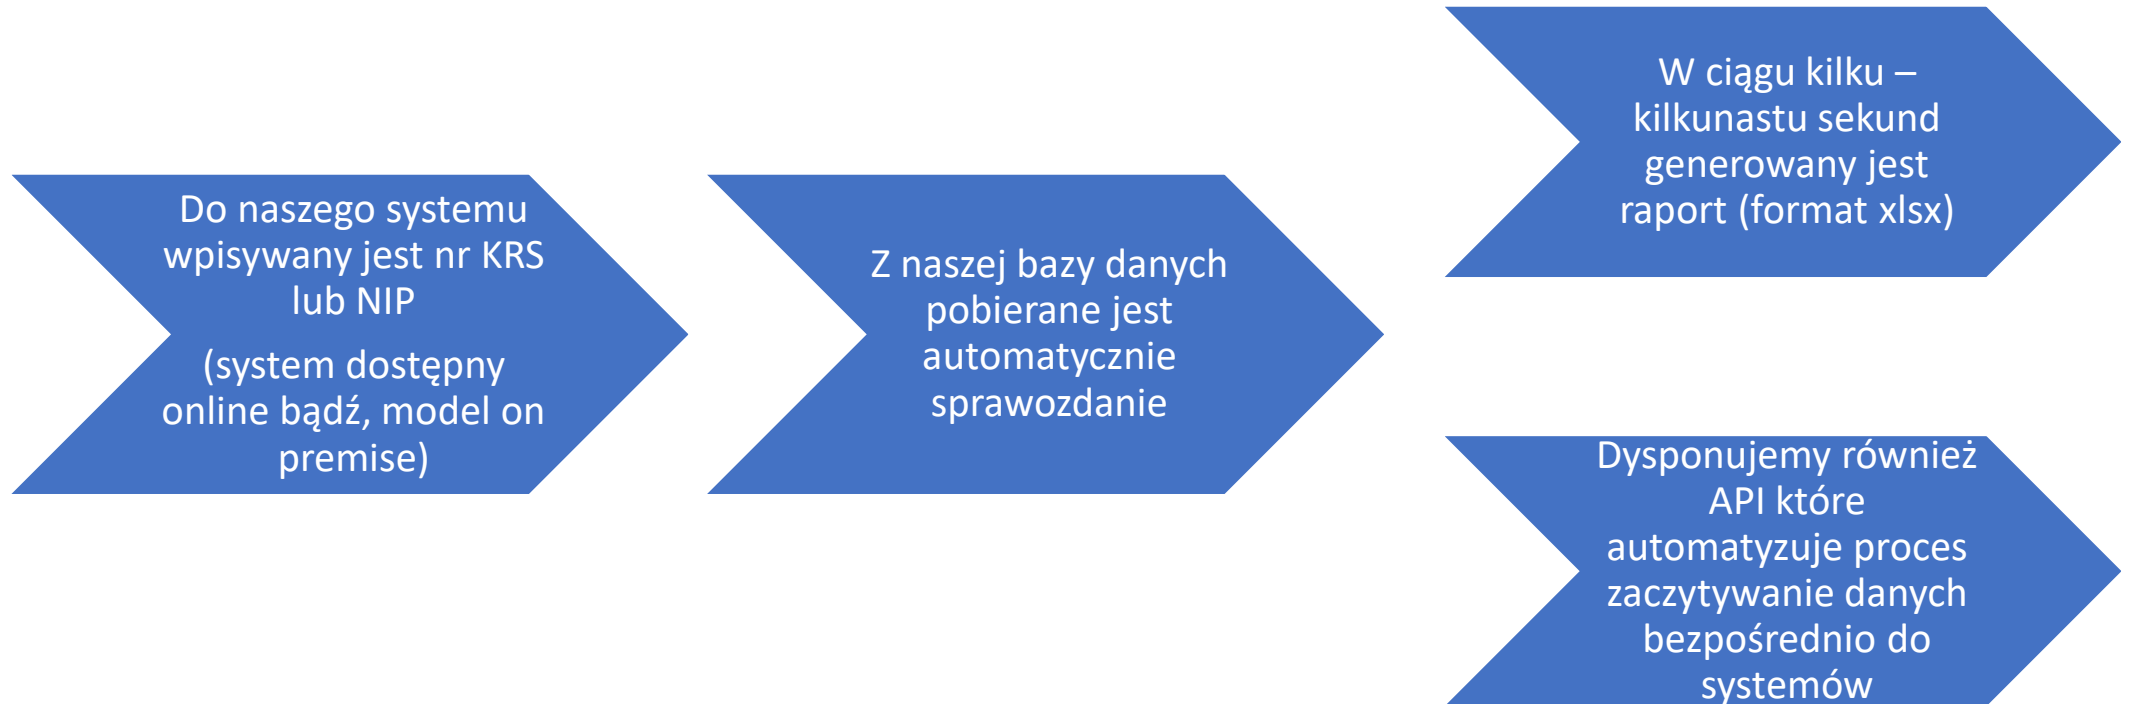 Do naszego systemu
wpisywany jest nr KRS
lub NIP
(system dostępny
online bądź, model on
premise)
Z naszej bazy danych
pobierane jest
automatycznie
sprawozdanie
W ciągu kilku –
kilkunastu sekund
generowany jest
raport (format xlsx)
Dysponujemy również
API które
automatyzuje proces
zaczytywanie danych
bezpośrednio do
systemów